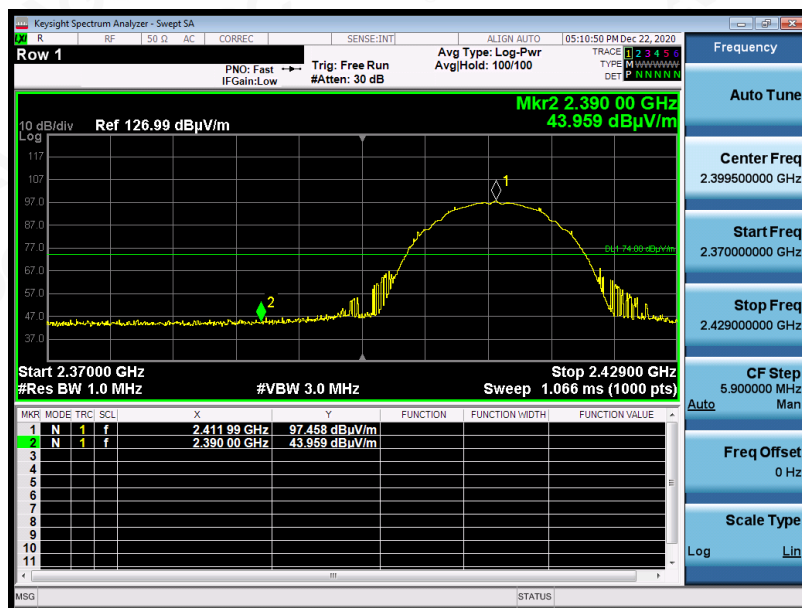 Keysight Spectrum Analyzer - Swept SA
LXI R RF 50 Ω AC CORREC SENSE:INT ALIGN AUTO 05:10:50 PM Dec 22, 2020
Row 1
PNO: Fast
IFGain:Low
Trig: Free Run
#Atten: 30 dB
Avg Type: Log-Pwr
Avg|Hold: 100/100
TRACE 1 2 3 4 5 6
TYPE M WWWWW
DET P N N N N N
Mkr2 2.390 00 GHz
43.959 dBµV/m
10 dB/div Ref 126.99 dBµV/m
Log
117
107
97.0
87.0
77.0
67.0
57.0
47.0
37.0
1
2
DL1 74.00 dBµV/m
Start 2.37000 GHz Stop 2.42900 GHz
#Res BW 1.0 MHz #VBW 3.0 MHz Sweep 1.066 ms (1000 pts)
MKR MODE TRC SCL X Y FUNCTION FUNCTION WIDTH FUNCTION VALUE
1 N 1 f 2.411 99 GHz 97.458 dBµV/m
2 N 1 f 2.390 00 GHz 43.959 dBµV/m
3
4
5
6
7
8
9
10
11
MSG STATUS
Frequency
Auto Tune
Center Freq
2.399500000 GHz
Start Freq
2.370000000 GHz
Stop Freq
2.429000000 GHz
CF Step
5.900000 MHz
Auto Man
Freq Offset
0 Hz
Scale Type
Log Lin